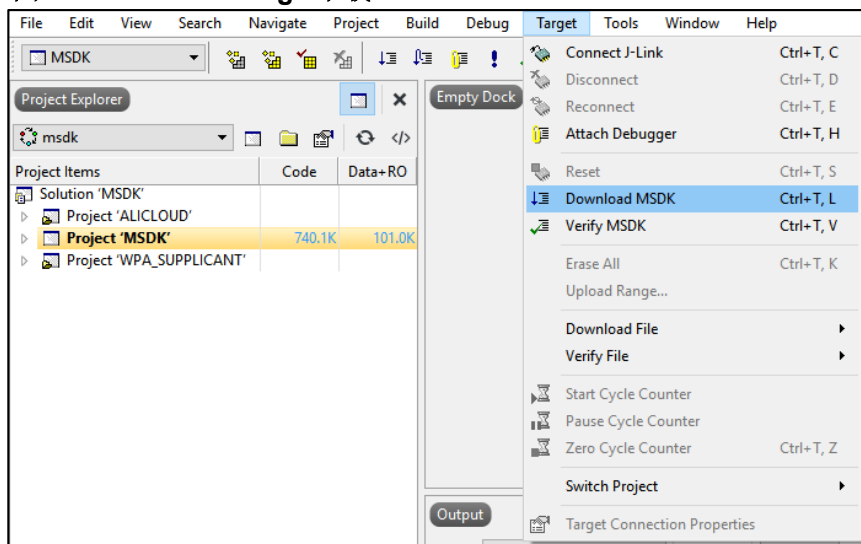 File Edit View Search Navigate Project Build Debug Target Tools Window Help
MSDK
Project Explorer
Empty Dock
msdk
Project Items Code Data+RO
Solution 'MSDK'
Project 'ALICLOUD'
Project 'MSDK' 740.1K 101.0K
Project 'WPA_SUPPLICANT'
Connect J-Link Ctrl+T, C
Disconnect Ctrl+T, D
Reconnect Ctrl+T, E
Attach Debugger Ctrl+T, H
Reset Ctrl+T, S
Download MSDK Ctrl+T, L
Verify MSDK Ctrl+T, V
Erase All Ctrl+T, K
Upload Range...
Download File
Verify File
Start Cycle Counter
Pause Cycle Counter
Zero Cycle Counter Ctrl+T, Z
Switch Project
Target Connection Properties
Output